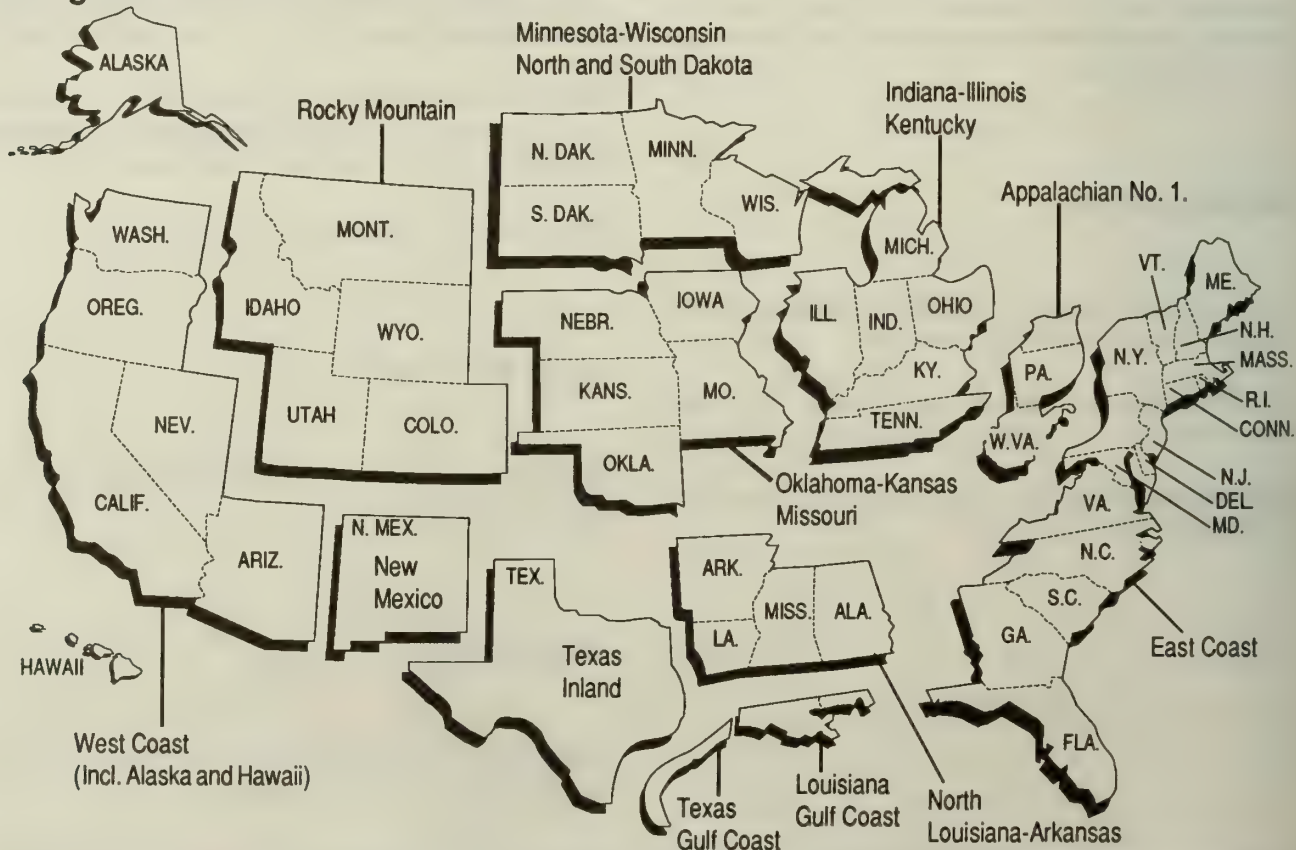 ALASKA
Minnesota-Wisconsin
North and South Dakota
Rocky Mountain
Indiana-Illinois
Kentucky
Appalachian No. 1.
WASH.
OREG.
CALIF.
NEV.
ARIZ.
HAWAII
West Coast
(Incl. Alaska and Hawaii)
MONT.
IDAHO
WYO.
UTAH
COLO.
N. MEX.
New
Mexico
N. DAK.
S. DAK.
MINN.
WIS.
NEBR.
IOWA
KANS.
MO.
OKLA.
Oklahoma-Kansas
Missouri
TEX.
Texas
Inland
Texas
Gulf Coast
Louisiana
Gulf Coast
ARK.
LA.
MISS.
ALA.
North
Louisiana-Arkansas
MICH.
ILL.
IND.
OHIO
KY.
TENN.
PA.
W.VA.
VT.
ME.
N.H.
MASS.
R.I.
CONN.
N.Y.
N.J.
DEL.
MD.
VA.
N.C.
S.C.
GA.
FLA.
East Coast